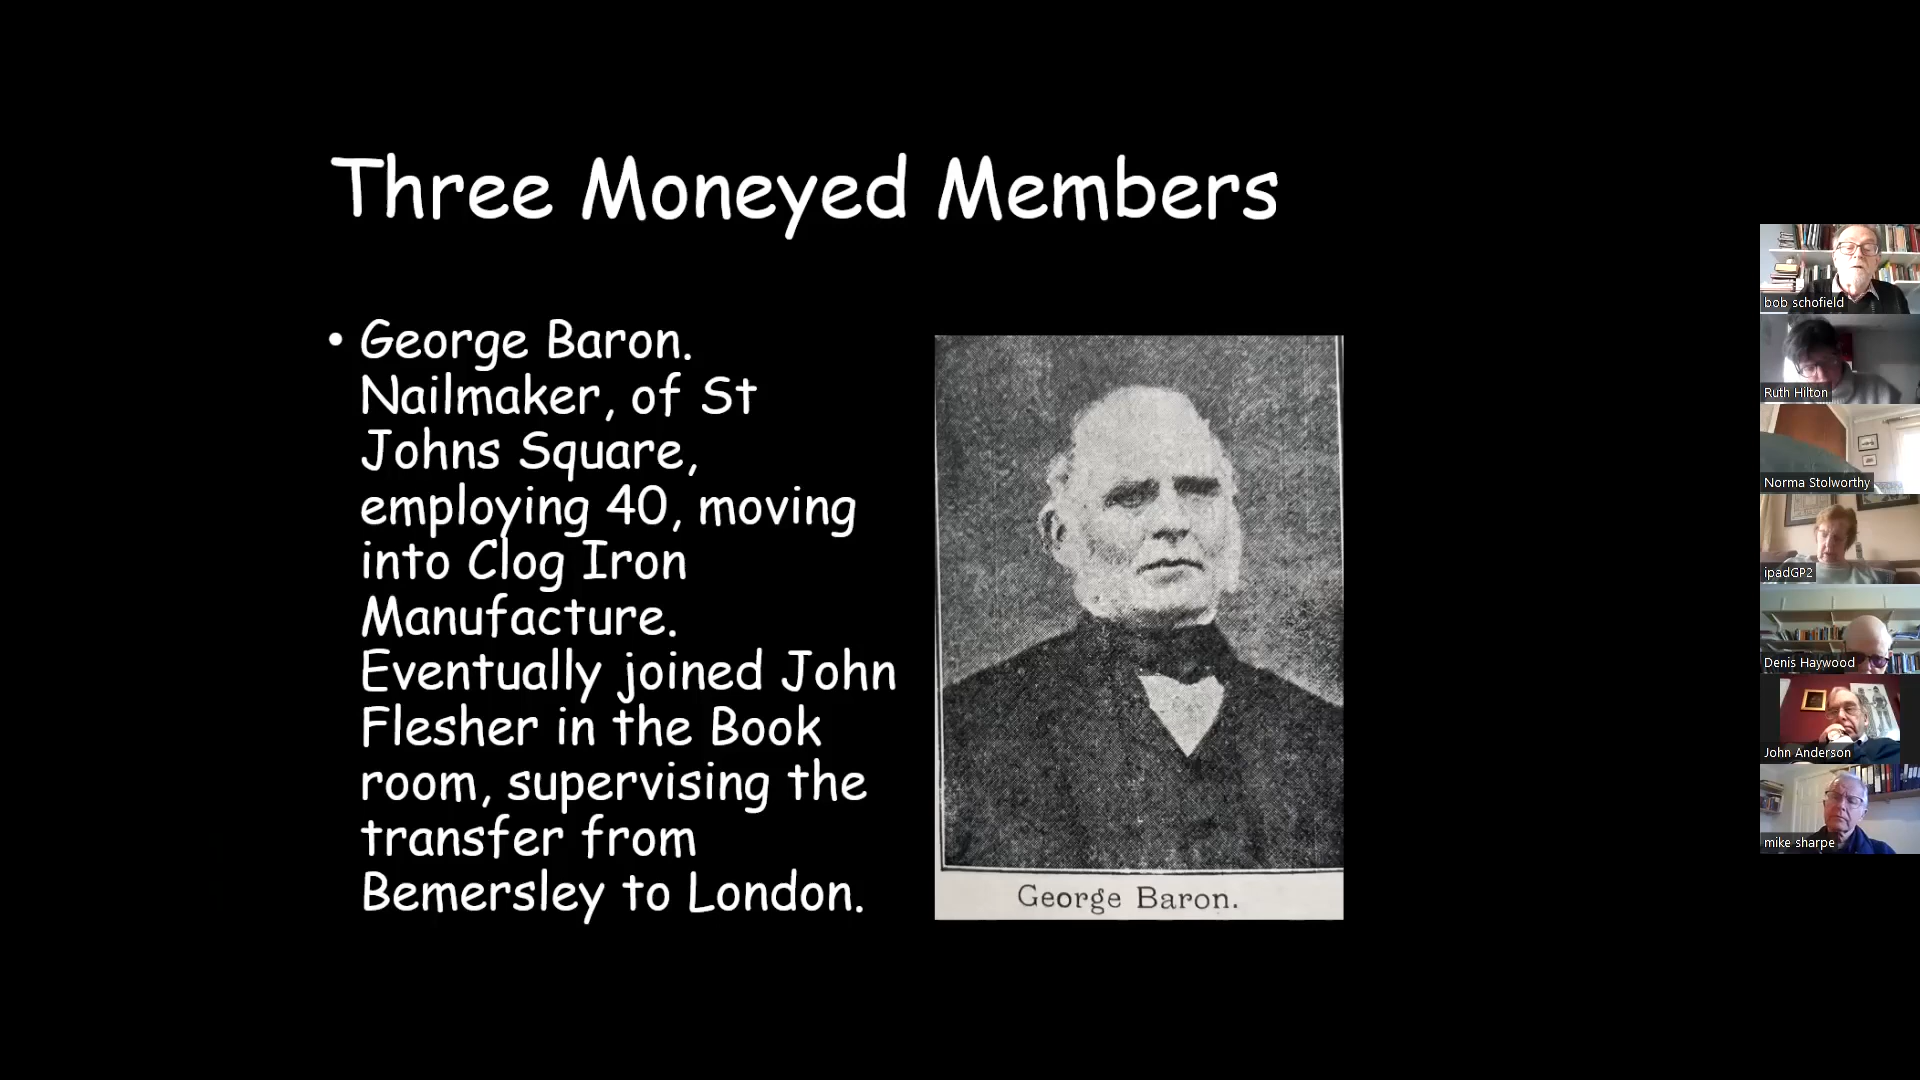 Three Moneyed Members
• George Baron.
Nailmaker, of St
Johns Square,
employing 40, moving
into Clog Iron
Manufacture.
Eventually joined John
Flesher in the Book
room, supervising the
transfer from
Bemersley to London.
George Baron.
bob schofield
Ruth Hilton
Norma Stolworthy
ipadGP2
Denis Haywood
John Anderson
mike sharpe